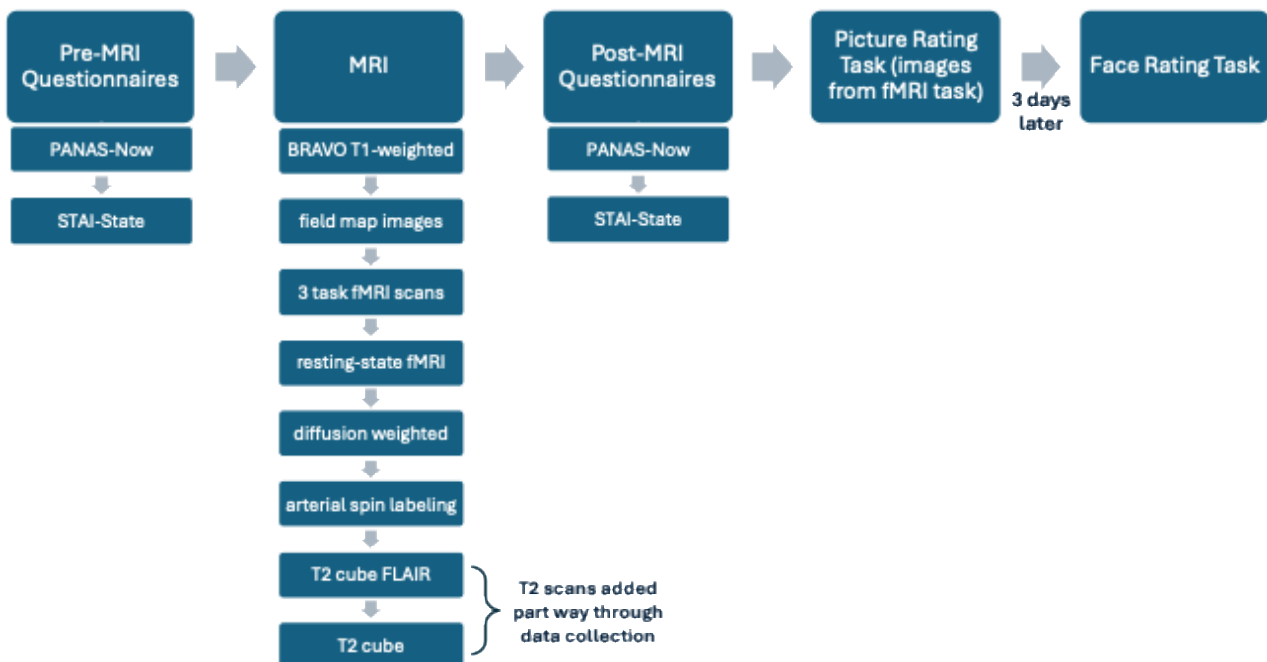 Pre-MRI
Questionnaires
PANAS-Now
STAI-State
MRI
BRAVO T1-weighted
field map images
3 task fMRI scans
resting-state fMRI
diffusion weighted
arterial spin labeling
T2 cube FLAIR
T2 cube
T2 scans added
part way through
data collection
Post-MRI
Questionnaires
PANAS-Now
STAI-State
Picture Rating
Task (images
from fMRI task)
3 days
later
Face Rating Task